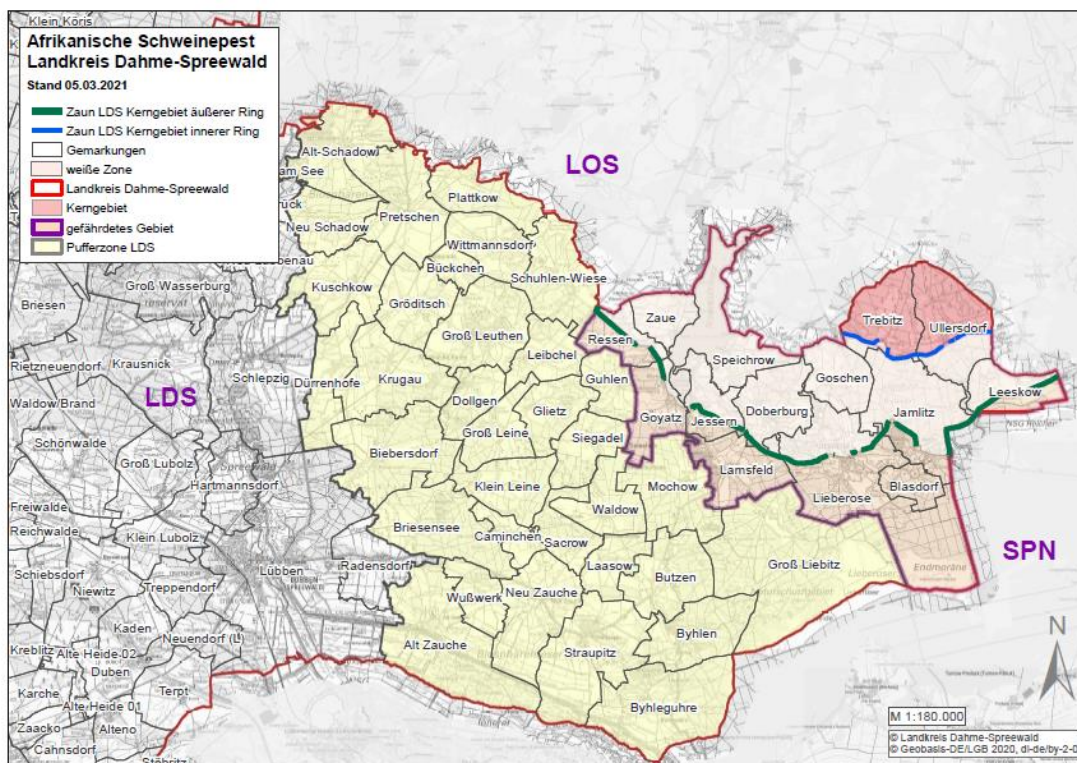 Klein Köris
Afrikanische Schweinepest
Landkreis Dahme-Spreewald
Stand 05.03.2021
Zaun LDS Kerngebiet äußerer Ring
Zaun LDS Kerngebiet innerer Ring
Gemarkungen
weiße Zone
Landkreis Dahme-Spreewald
Kerngebiet
gefährdetes Gebiet
Pufferzone LDS
LOS
Alt-Schadow
am See
Plattkow
Pretschen
Neu Schadow
Wittmannsdorf
Bückchen
Schuhlen-Wiese
Groß Wasserburg
Kuschkow
Gröditsch
Briesen
Zaue
Trebitz
Ullersdorf
Groß Leuthen
Ressen
Leibchel
Speichrow
Rietzneuendorf
Krausnick
Schlepzig
Dürrenhofe
Krugau
Guhlen
Goschen
Leeskow
LDS
Waldow/Brand
Dollgen
Glietz
Goyatz
Jessern
Doberburg
Jamlitz
NSG Reicher
Schönwalde
Groß Leine
Siegadel
Groß Lubolz
Spreewald
Biebersdorf
Lamsfeld
Hartmannsdorf
Klein Leine
Mochow
Lieberose
Blasdorf
Freiwalde
Waldow
Reichwalde
Klein Lubolz
Briesensee
Caminchen
Sacrow
SPN
Schiebsdorf
Lübben
Radensdorf
Laasow
Groß Liebitz
Endmoräne
Niewitz
Treppendorf
Wußwerk
Neu Zauche
Butzen
Kaden
Neuendorf (L)
Kreblitz
Alte Heide 02
Duben
Alt Zauche
Straupitz
Byhlen
N
Karche
Terpt
Alte Heide 01
Byhleguhre
Zaacko
Alteno
M 1:180.000
Cahnsdorf
Stöbritz
© Landkreis Dahme-Spreewald
© Geobasis-DE/LGB 2020, dl-de/by-2-0